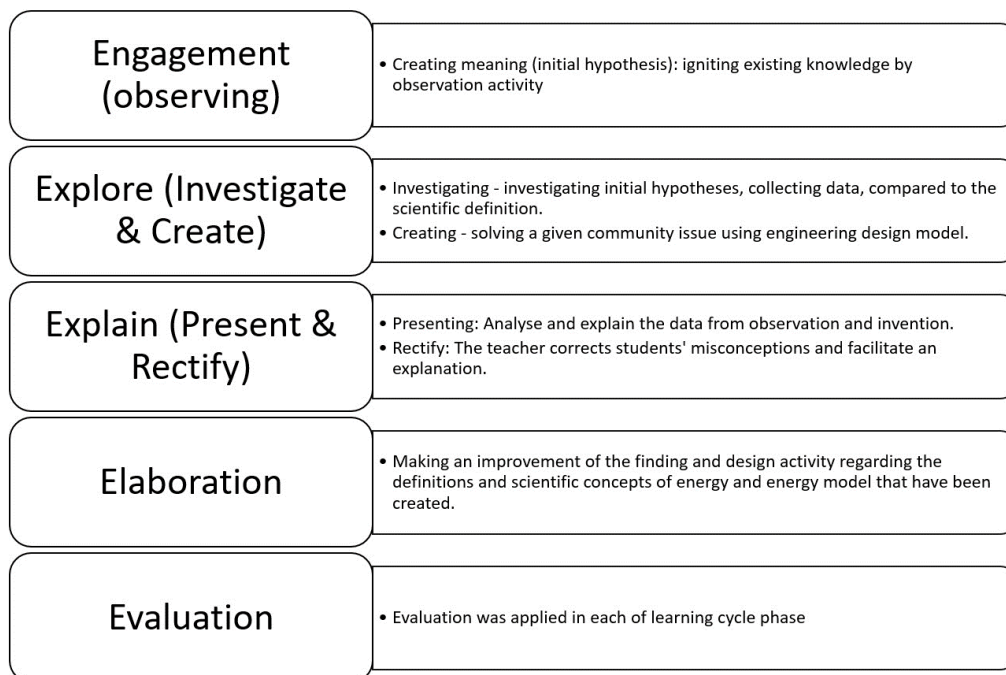 Engagement
(observing)
• Creating meaning (initial hypothesis): igniting existing knowledge by
observation activity
Explore (Investigate
& Create)
• Investigating - investigating initial hypotheses, collecting data, compared to the
scientific definition.
• Creating - solving a given community issue using engineering design model.
Explain (Present &
Rectify)
• Presenting: Analyse and explain the data from observation and invention.
• Rectify: The teacher corrects students' misconceptions and facilitate an
explanation.
Elaboration
• Making an improvement of the finding and design activity regarding the
definitions and scientific concepts of energy and energy model that have been
created.
Evaluation
• Evaluation was applied in each of learning cycle phase